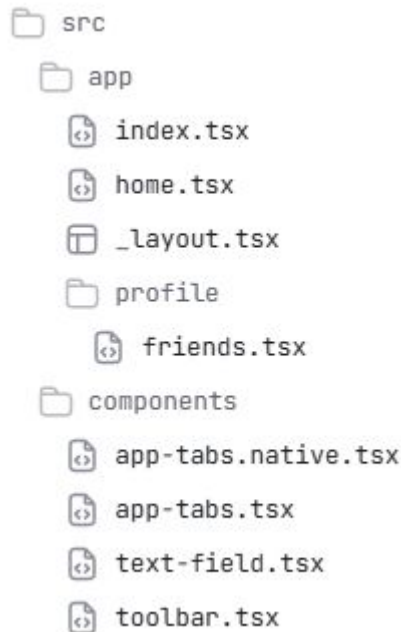 src
app
index.tsx
home.tsx
_layout.tsx
profile
friends.tsx
components
app-tabs.native.tsx
app-tabs.tsx
text-field.tsx
toolbar.tsx